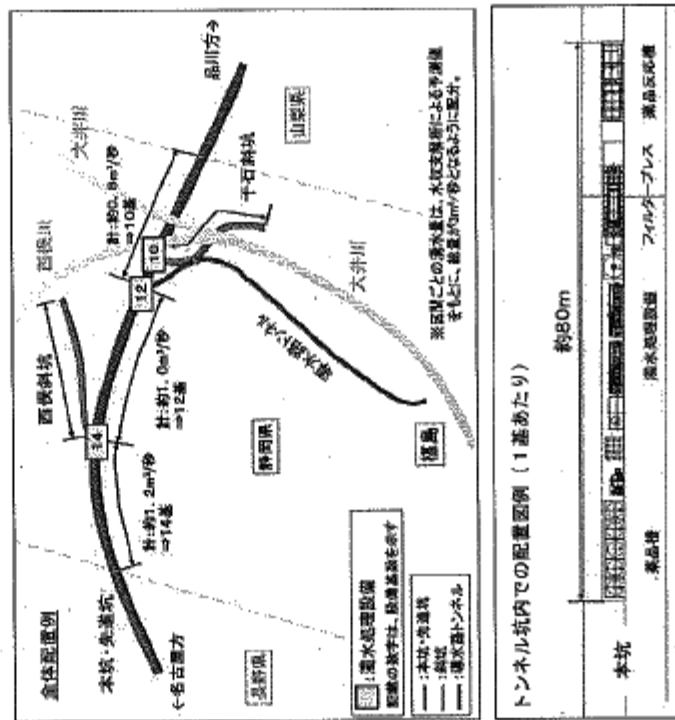 全体配置例
本坑・先進坑
←名古屋方
長野県
計:約1.2m³/秒
⇒14基
14
西俣斜坑
計:約1.0m³/秒
⇒12基
12
静岡県
西俣川
計:約0.8m³/秒
⇒10基
10
大井川
品川方→
山梨県
千石斜坑
大井川
導水路トンネル
椹島
※区間ごとの湧水量は、水収支解析による予測値
をもとに、総量が3m³/秒となるように配分。
:濁水処理設備
記載の数字は、設備基数を示す
:本坑・先進坑
:斜坑
:導水路トンネル
トンネル坑内での配置図例(1基あたり)
約80m
本坑
薬品槽
濁水処理設備
フィルタープレス
薬品反応槽